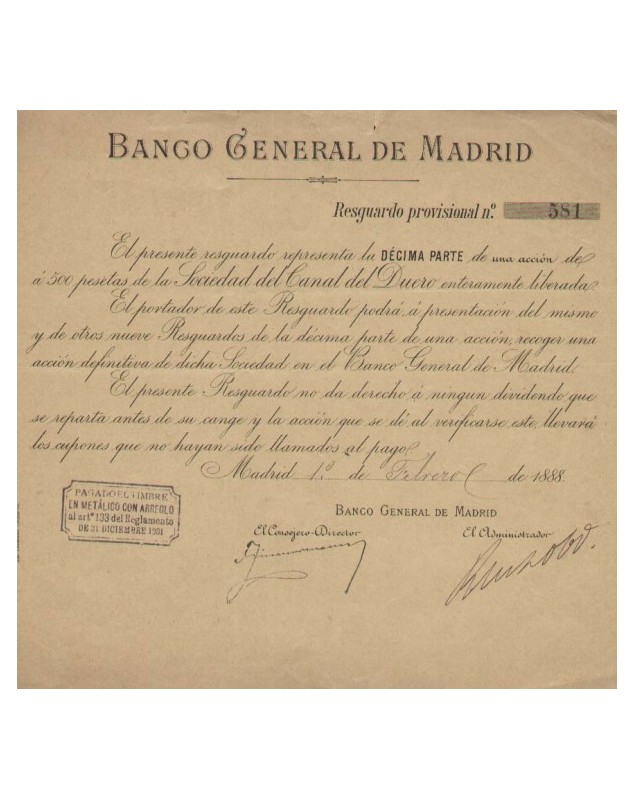 BANCO GENERAL DE MADRID
Resguardo provisional nº. 581
El presente resguardo representa la DÉCIMA PARTE de una acción de
á 500 pesetas de la Sociedad del Canal del Duero enteramente liberada.
El portador de este Resguardo podrá, á presentación del mismo
y de otros nueve Resguardos de la décima parte de una acción, recoger una
acción definitiva de dicha Sociedad en el Banco General de Madrid.
El presente Resguardo no da derecho á ningun dividendo que
se reparta antes de su cange y la acción que se dé al verificarse este, llevará
los cupones que no hayan sido llamados al pago.
Madrid 1º de Febrero de 1888.
PAGADO EL TIMBRE
EN METÁLICO CON ARREGLO
al artº 133 del Reglamento
DE 31 DICIEMBRE 1901
BANCO GENERAL DE MADRID
El Consejero-Director
El Administrador